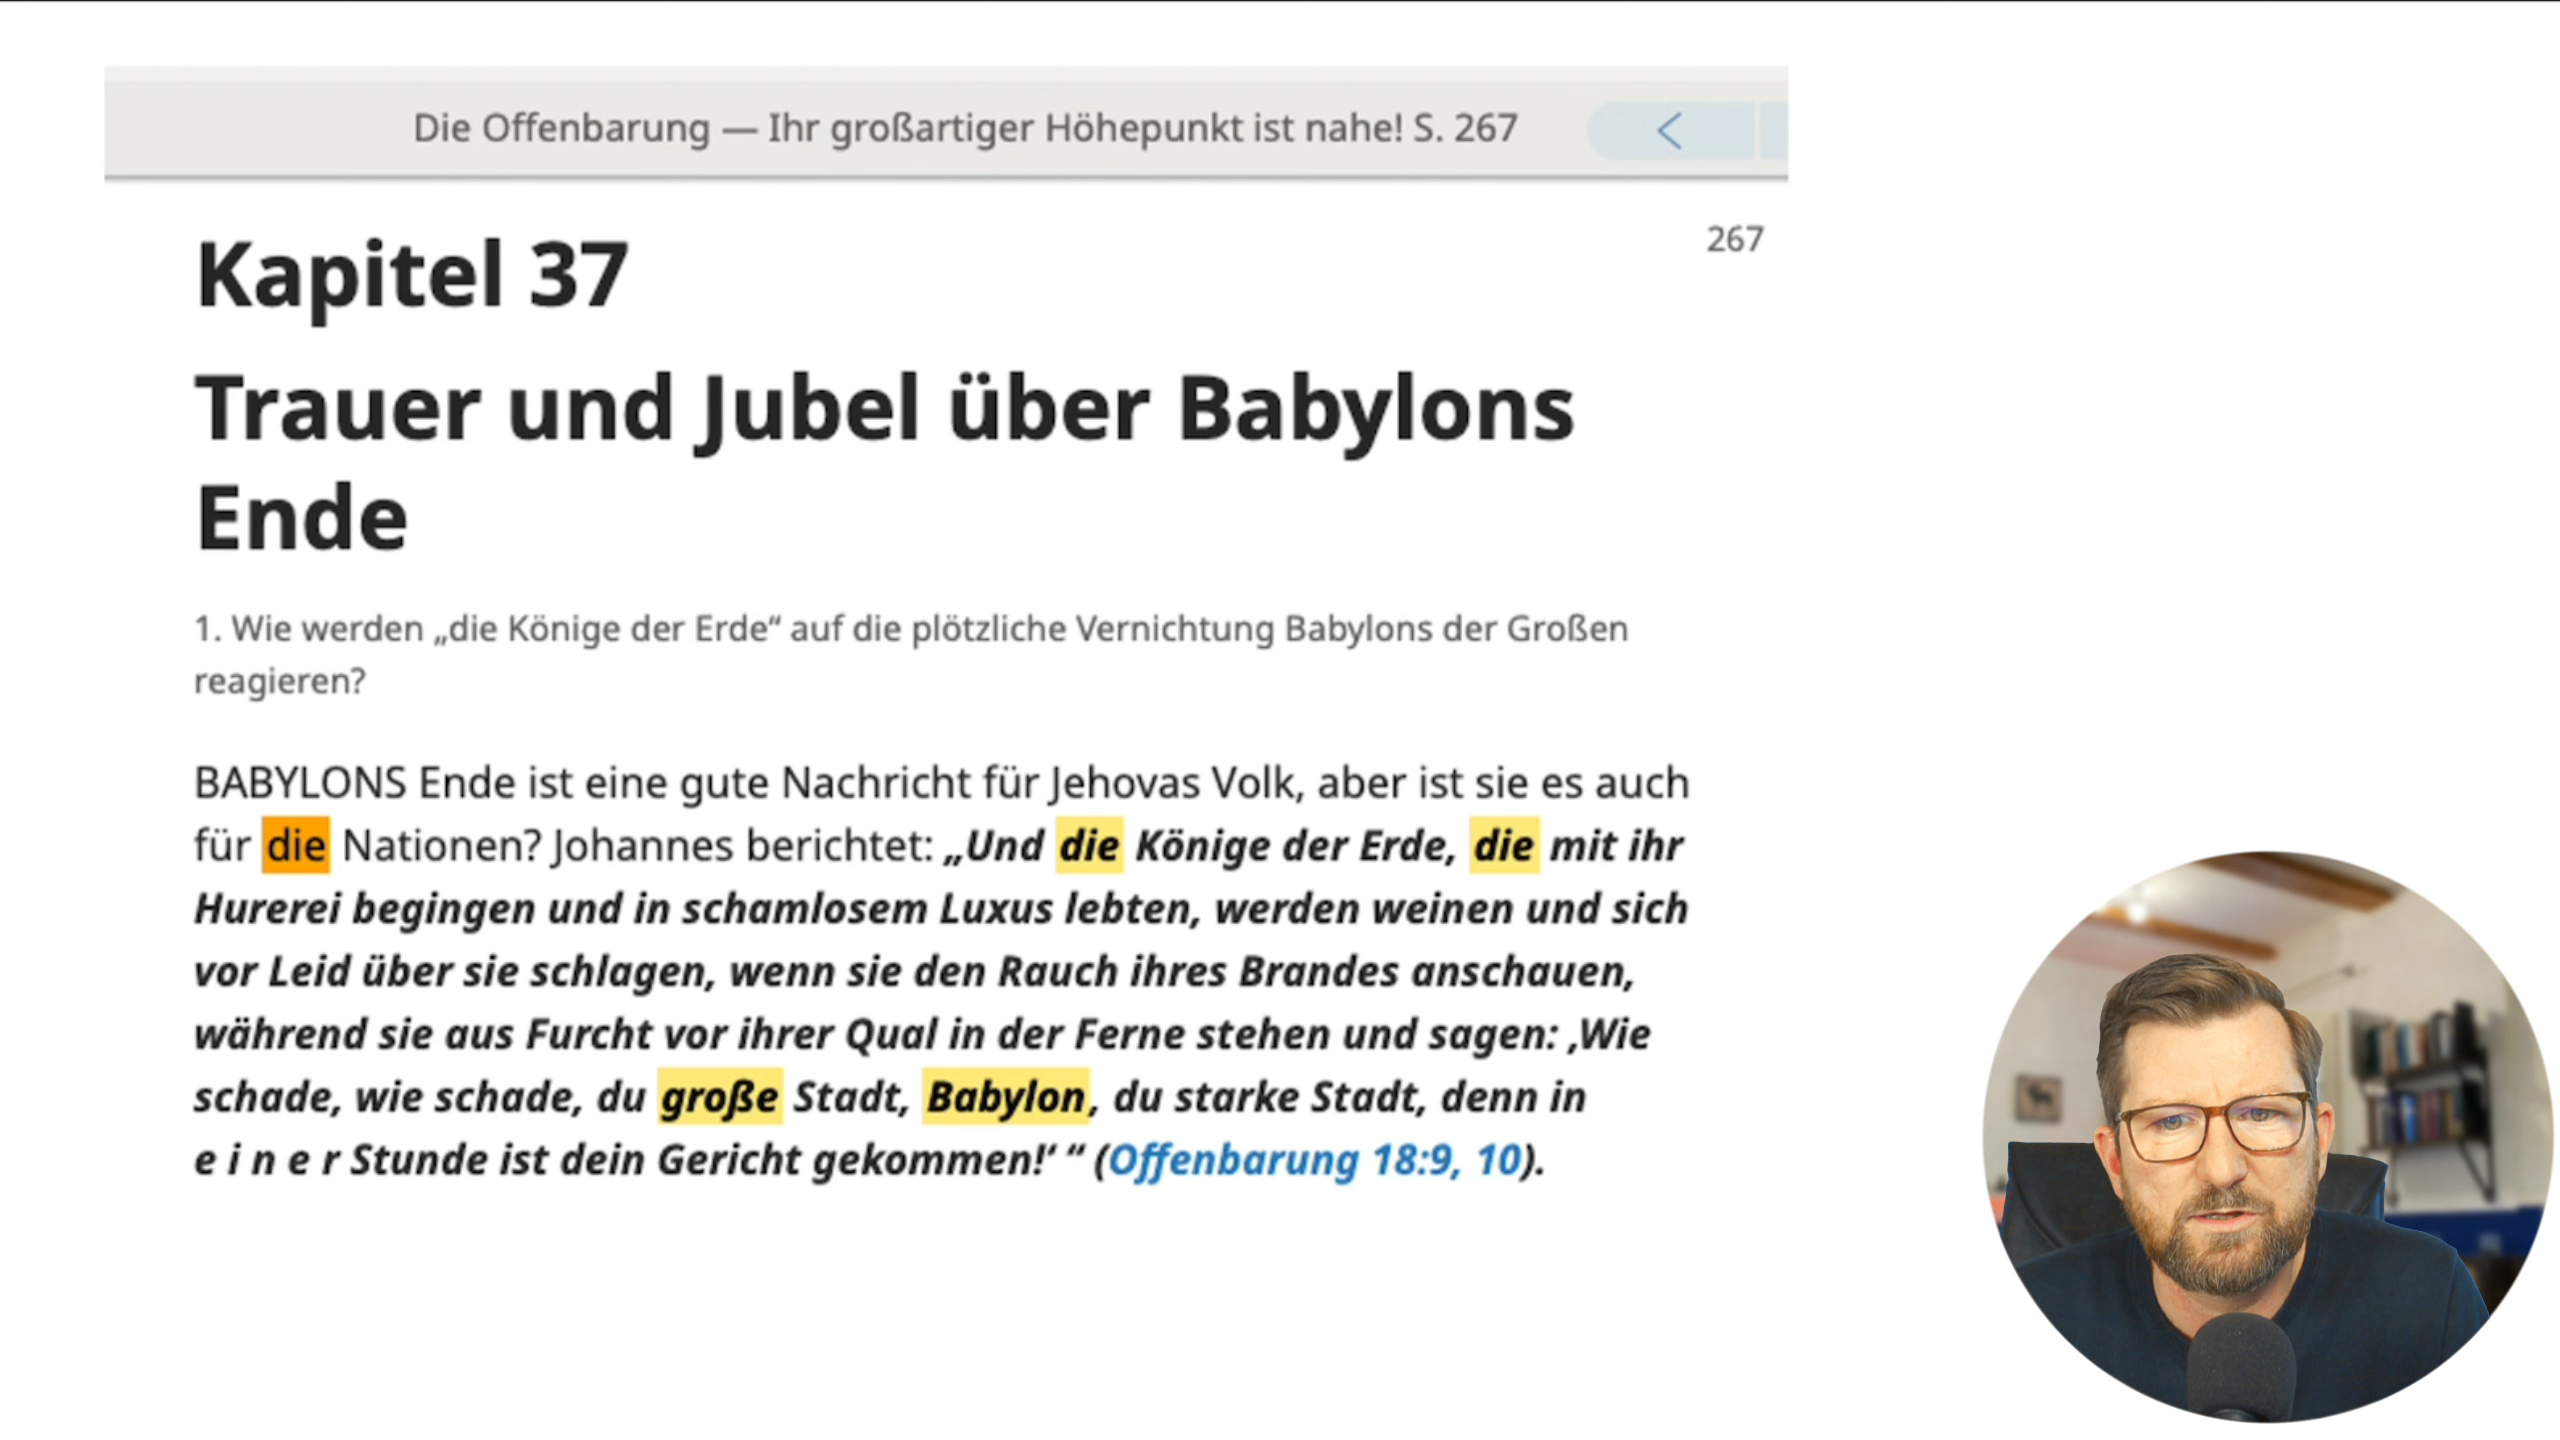 Die Offenbarung — Ihr großartiger Höhepunkt ist nahe! S. 267
267
Kapitel 37
Trauer und Jubel über Babylons
Ende
1. Wie werden „die Könige der Erde“ auf die plötzliche Vernichtung Babylons der Großen
reagieren?
BABYLONS Ende ist eine gute Nachricht für Jehovas Volk, aber ist sie es auch
für die Nationen? Johannes berichtet: „Und die Könige der Erde, die mit ihr
Hurerei begingen und in schamlosem Luxus lebten, werden weinen und sich
vor Leid über sie schlagen, wenn sie den Rauch ihres Brandes anschauen,
während sie aus Furcht vor ihrer Qual in der Ferne stehen und sagen: ‚Wie
schade, wie schade, du große Stadt, Babylon, du starke Stadt, denn in
e i n e r Stunde ist dein Gericht gekommen!‘ “ (Offenbarung 18:9, 10).